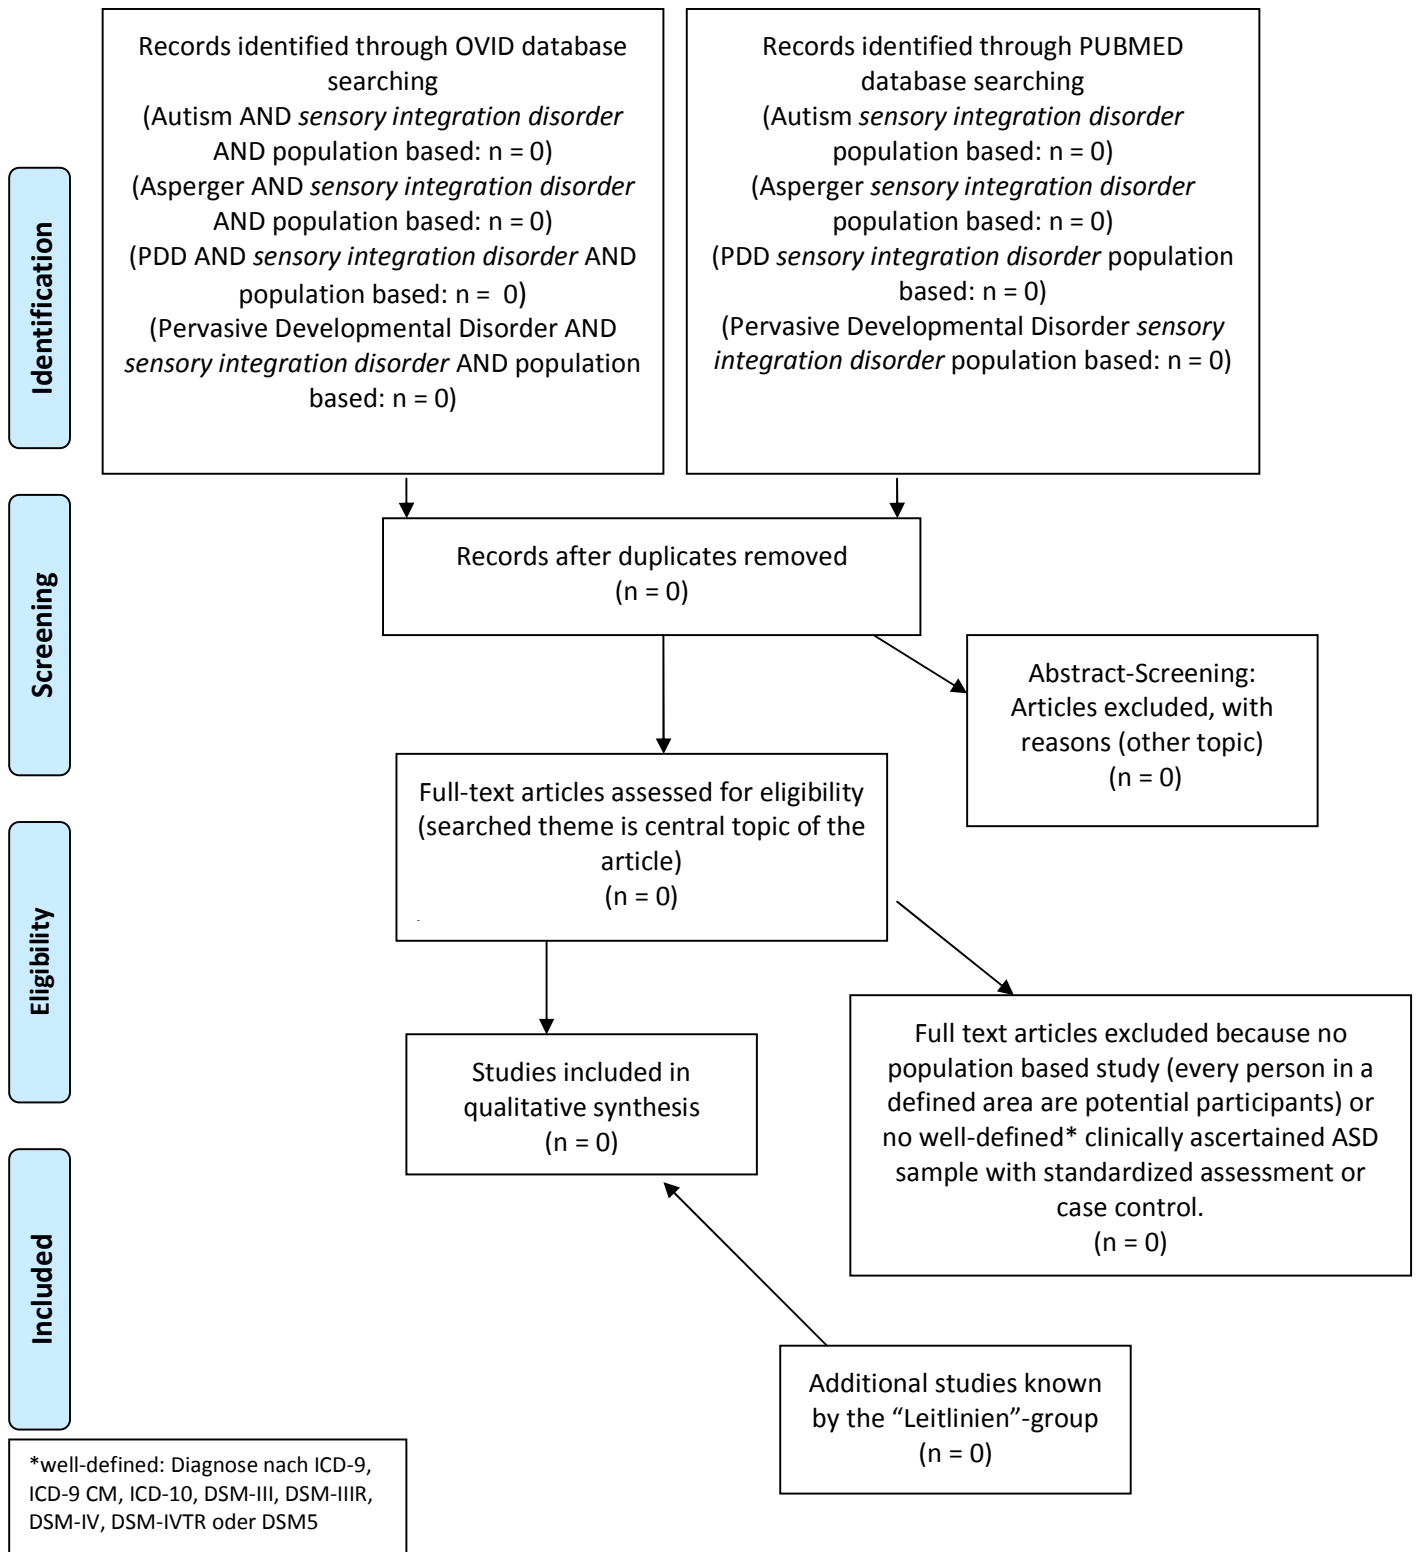 Records identified through OVID database
searching
(Autism AND sensory integration disorder
AND population based: n = 0)
(Asperger AND sensory integration disorder
AND population based: n = 0)
(PDD AND sensory integration disorder AND
population based: n = 0)
(Pervasive Developmental Disorder AND
sensory integration disorder AND population
based: n = 0)
Records identified through PUBMED
database searching
(Autism sensory integration disorder
population based: n = 0)
(Asperger sensory integration disorder
population based: n = 0)
(PDD sensory integration disorder population
based: n = 0)
(Pervasive Developmental Disorder sensory
integration disorder population based: n = 0)
Identification
Records after duplicates removed
(n = 0)
Screening
Abstract-Screening:
Articles excluded, with
reasons (other topic)
(n = 0)
Full-text articles assessed for eligibility
(searched theme is central topic of the
article)
(n = 0)
Eligibility
Full text articles excluded because no
population based study (every person in a
defined area are potential participants) or
no well-defined* clinically ascertained ASD
sample with standardized assessment or
case control.
(n = 0)
Studies included in
qualitative synthesis
(n = 0)
Included
Additional studies known
by the “Leitlinien”-group
(n = 0)
*well-defined: Diagnose nach ICD-9,
ICD-9 CM, ICD-10, DSM-III, DSM-IIIR,
DSM-IV, DSM-IVTR oder DSM5